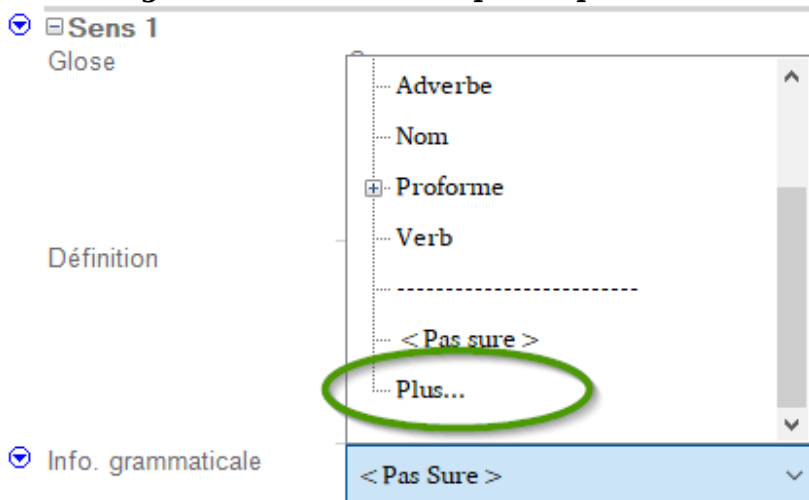 Sens 1
Glose
Adverbe
Nom
Proforme
Verb
Définition
-------------------------
< Pas sure >
Plus...
Info. grammaticale
< Pas Sure >